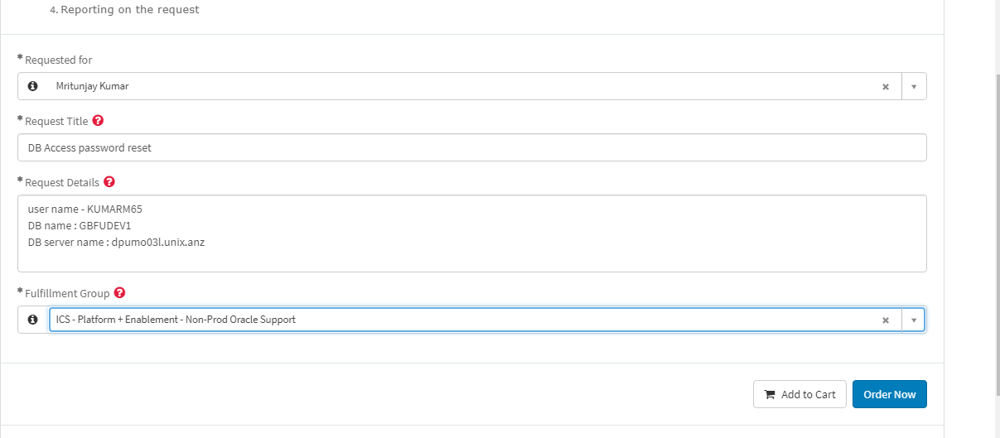 4. Reporting on the request
* Requested for
Mritunjay Kumar
* Request Title
DB Access password reset
* Request Details
user name - KUMARM65
DB name : GBFUDEV1
DB server name : dpumo03l.unix.anz
* Fulfillment Group
ICS - Platform + Enablement - Non-Prod Oracle Support
Add to Cart Order Now